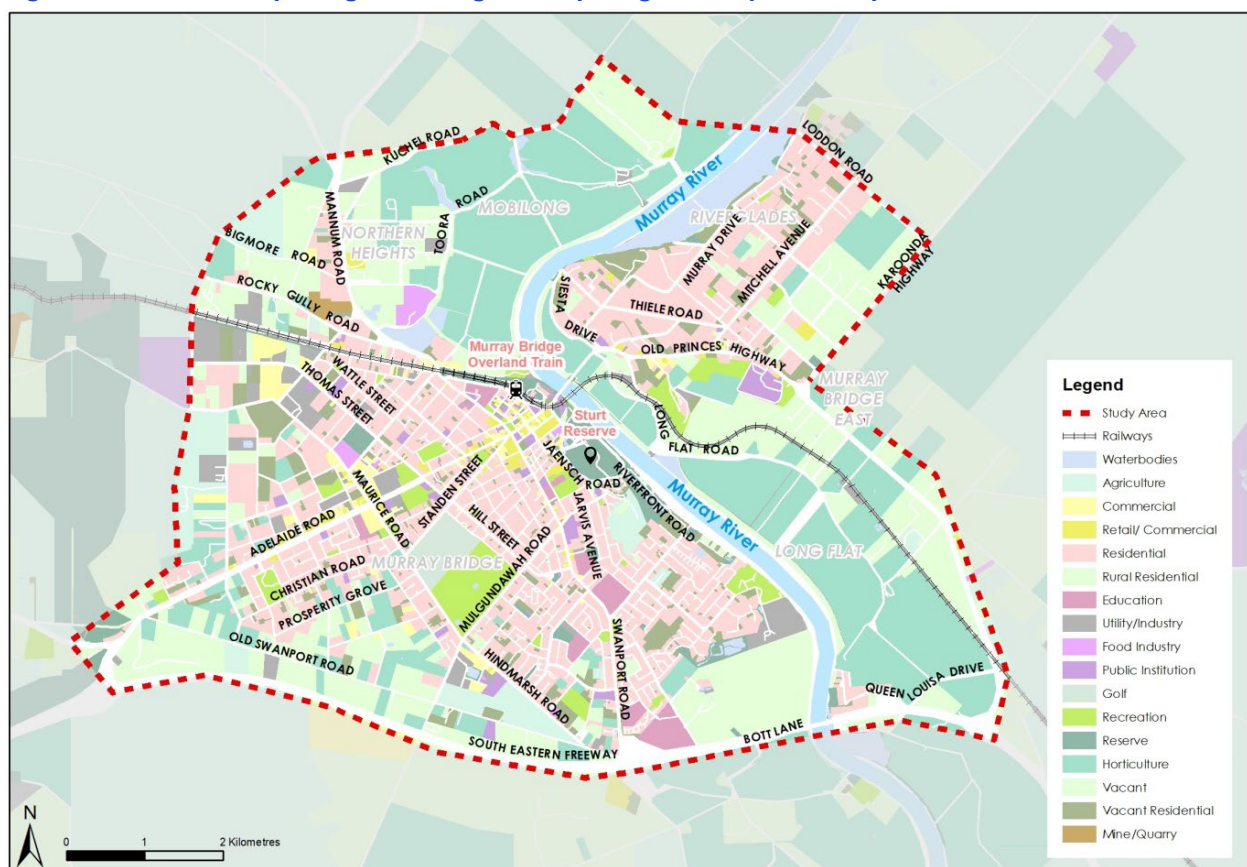 KUCHEL ROAD
LODDON ROAD
Murray River
MANNUM ROAD
TOORA ROAD
MOBILONG
RIVERGLADES
NORTHERN
HEIGHTS
BIGMORE ROAD
MURRAY DRIVE
MITCHELL AVENUE
KAROONDA
HIGHWAY
ROCKY GULLY ROAD
SIESTA
DRIVE
THIELE ROAD
OLD PRINCES HIGHWAY
Murray Bridge
Overland Train
WATTLE STREET
THOMAS STREET
MURRAY
BRIDGE
EAST
Sturt
Reserve
LONG
FLAT ROAD
JAENSCH
ROAD
RIVERFRONT ROAD
STANDEN STREET
MAURICE ROAD
HILL STREET
JARVIS AVENUE
Murray River
ADELAIDE ROAD
LONG FLAT
CHRISTIAN ROAD
MURRAY BRIDGE
MULGUNDAWAH ROAD
PROSPERITY GROVE
OLD SWANPORT ROAD
HINDMARSH ROAD
SWANPORT ROAD
QUEEN LOUISA DRIVE
BOTT LANE
SOUTH EASTERN FREEWAY
N
0 1 2 Kilometres
Legend
Study Area
Railways
Waterbodies
Agriculture
Commercial
Retail/ Commercial
Residential
Rural Residential
Education
Utility/Industry
Food Industry
Public Institution
Golf
Recreation
Reserve
Horticulture
Vacant
Vacant Residential
Mine/Quarry